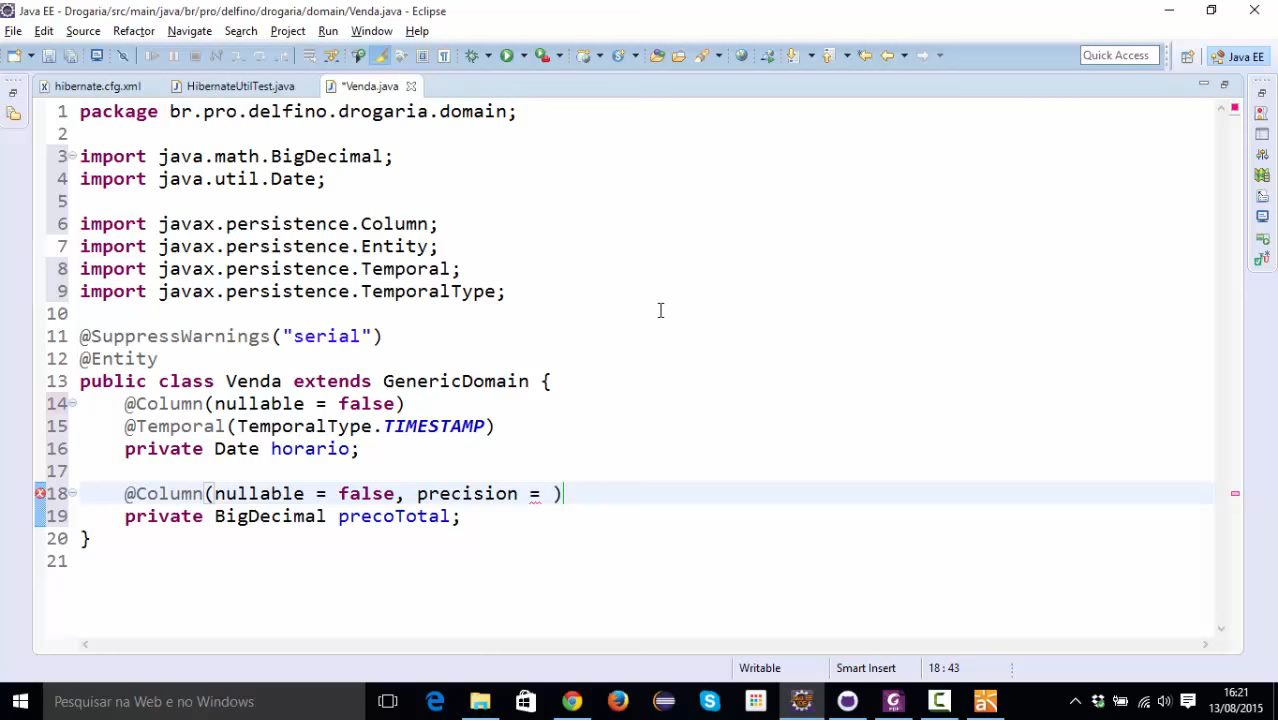 Java EE - Drogaria/src/main/java/br/pro/delfino/drogaria/domain/Venda.java - Eclipse
File Edit Source Refactor Navigate Search Project Run Window Help
Quick Access Java EE
hibernate.cfg.xml HibernateUtilTest.java *Venda.java
1 package br.pro.delfino.drogaria.domain;
2
3 import java.math.BigDecimal;
4 import java.util.Date;
5
6 import javax.persistence.Column;
7 import javax.persistence.Entity;
8 import javax.persistence.Temporal;
9 import javax.persistence.TemporalType;
10
11 @SuppressWarnings("serial")
12 @Entity
13 public class Venda extends GenericDomain {
14 @Column(nullable = false)
15 @Temporal(TemporalType.TIMESTAMP)
16 private Date horario;
17
18 @Column(nullable = false, precision = )
19 private BigDecimal precoTotal;
20 }
21
Writable Smart Insert 18 : 43
Pesquisar na Web e no Windows
16:21
13/08/2015